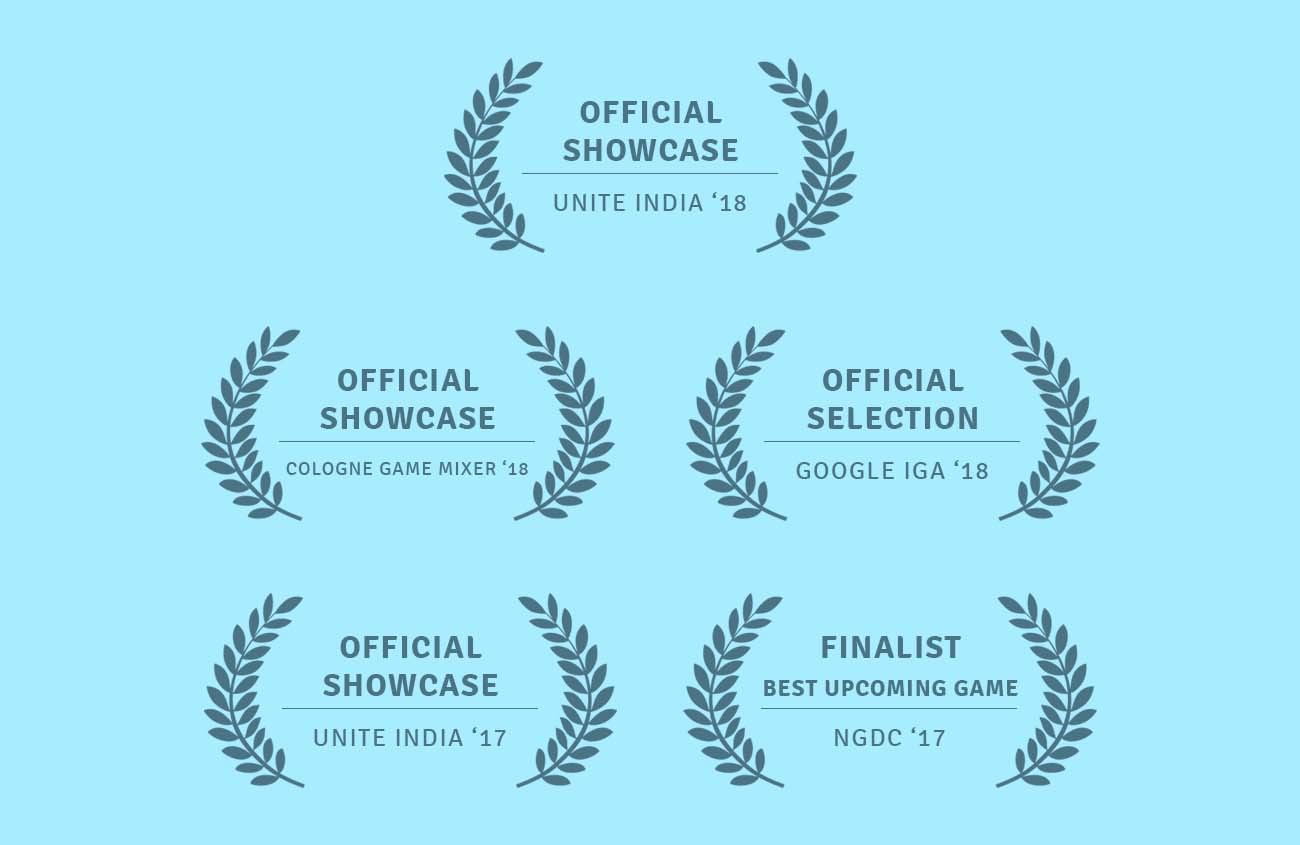 OFFICIAL
SHOWCASE
UNITE INDIA ‘18
OFFICIAL
SHOWCASE
COLOGNE GAME MIXER ‘18
OFFICIAL
SELECTION
GOOGLE IGA ‘18
OFFICIAL
SHOWCASE
UNITE INDIA ‘17
FINALIST
BEST UPCOMING GAME
NGDC ‘17